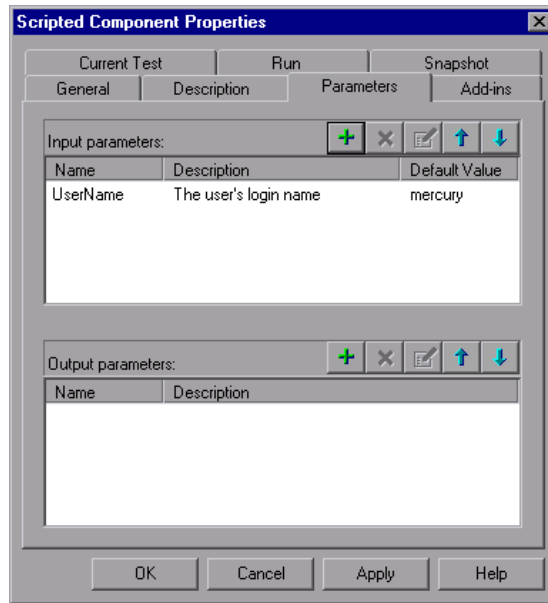 Scripted Component Properties
Current Test Run Snapshot
General Description Parameters Add-ins
Input parameters:
Name Description Default Value
UserName The user's login name mercury
Output parameters:
Name Description
OK Cancel Apply Help